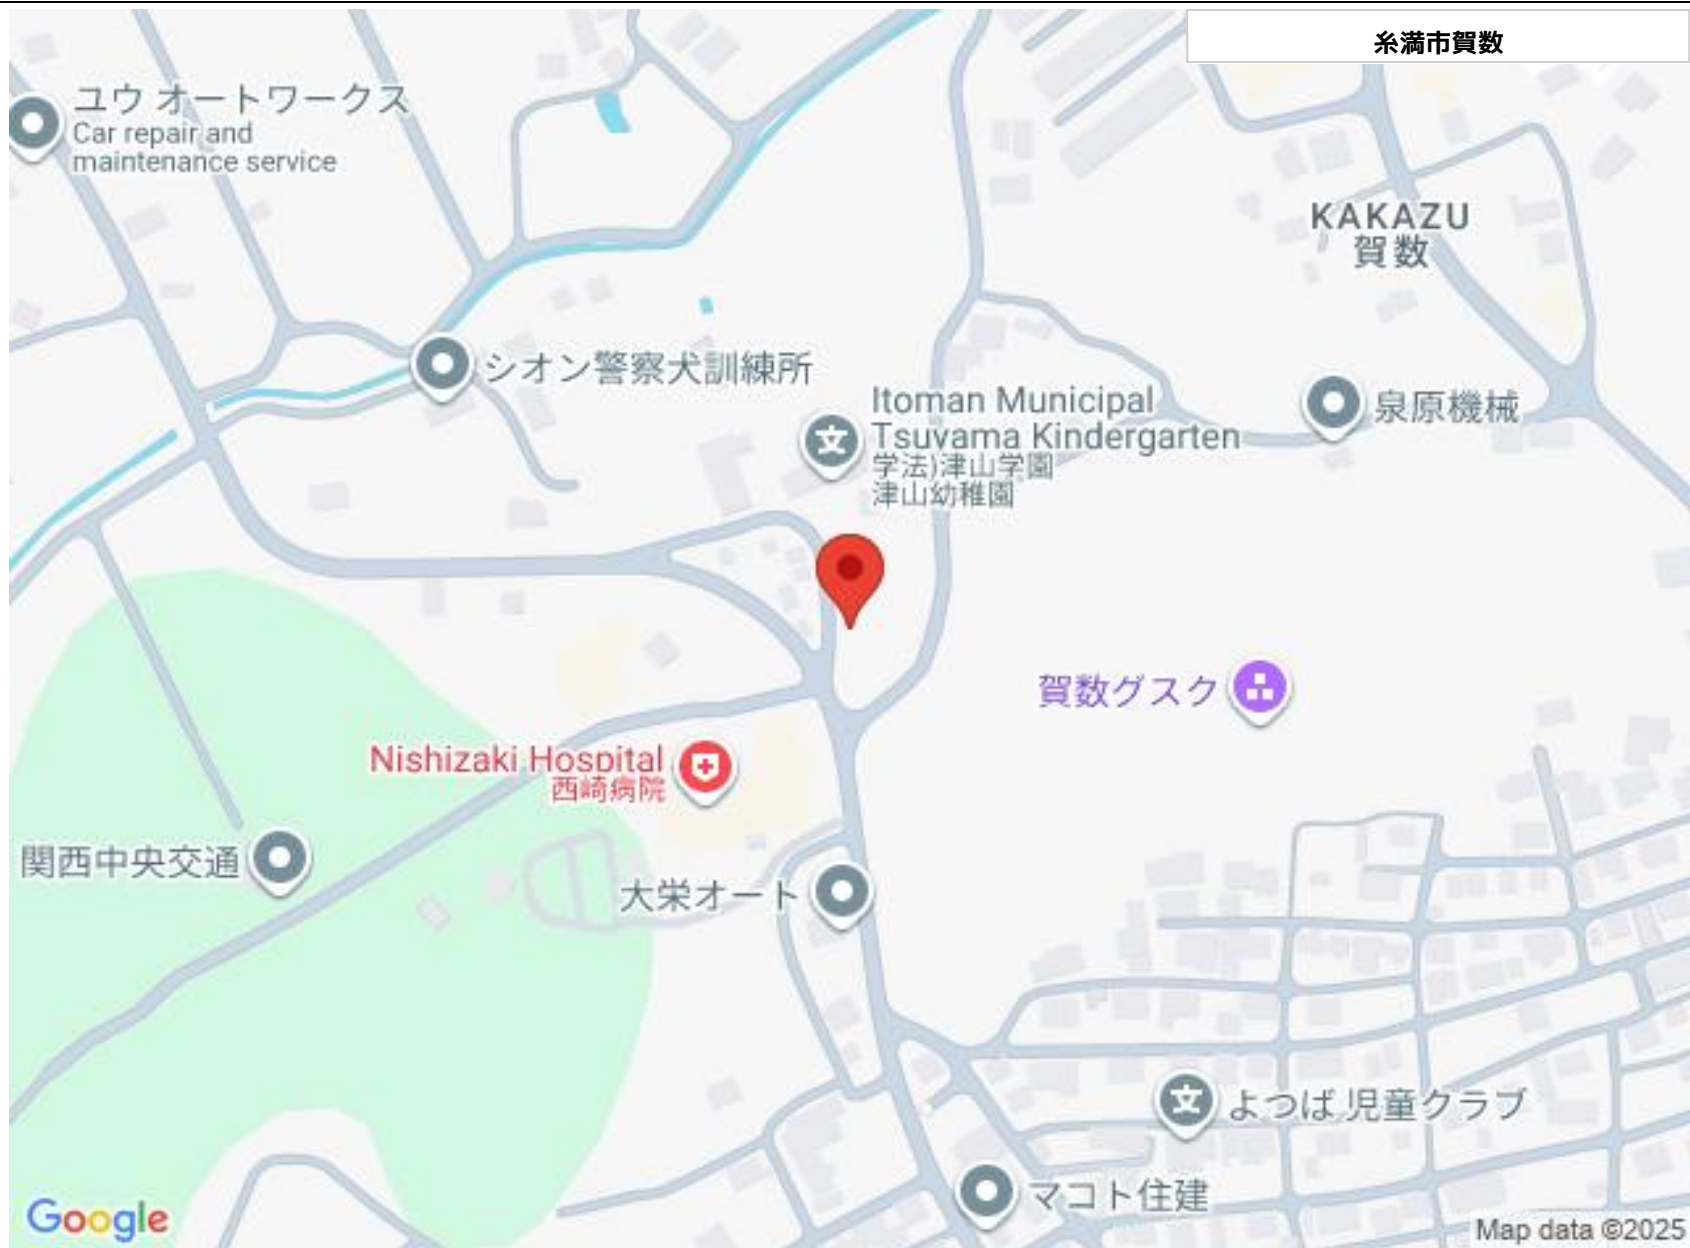 糸満市賀数
ユウ オートワークス
Car repair and
maintenance service
KAKAZU
賀数
シオン警察犬訓練所
Itoman Municipal
Tsuyama Kindergarten
学法)津山学園
津山幼稚園
泉原機械
賀数グスク
Nishizaki Hospital
西崎病院
関西中央交通
大栄オート
よつば 児童クラブ
マコト住建
Google
Map data ©2025